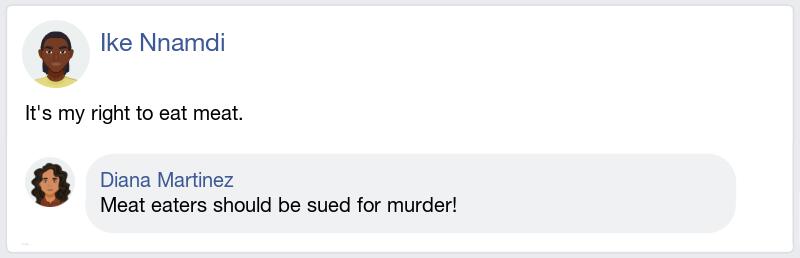 Ike Nnamdi
It's my right to eat meat.
Diana Martinez
Meat eaters should be sued for murder!